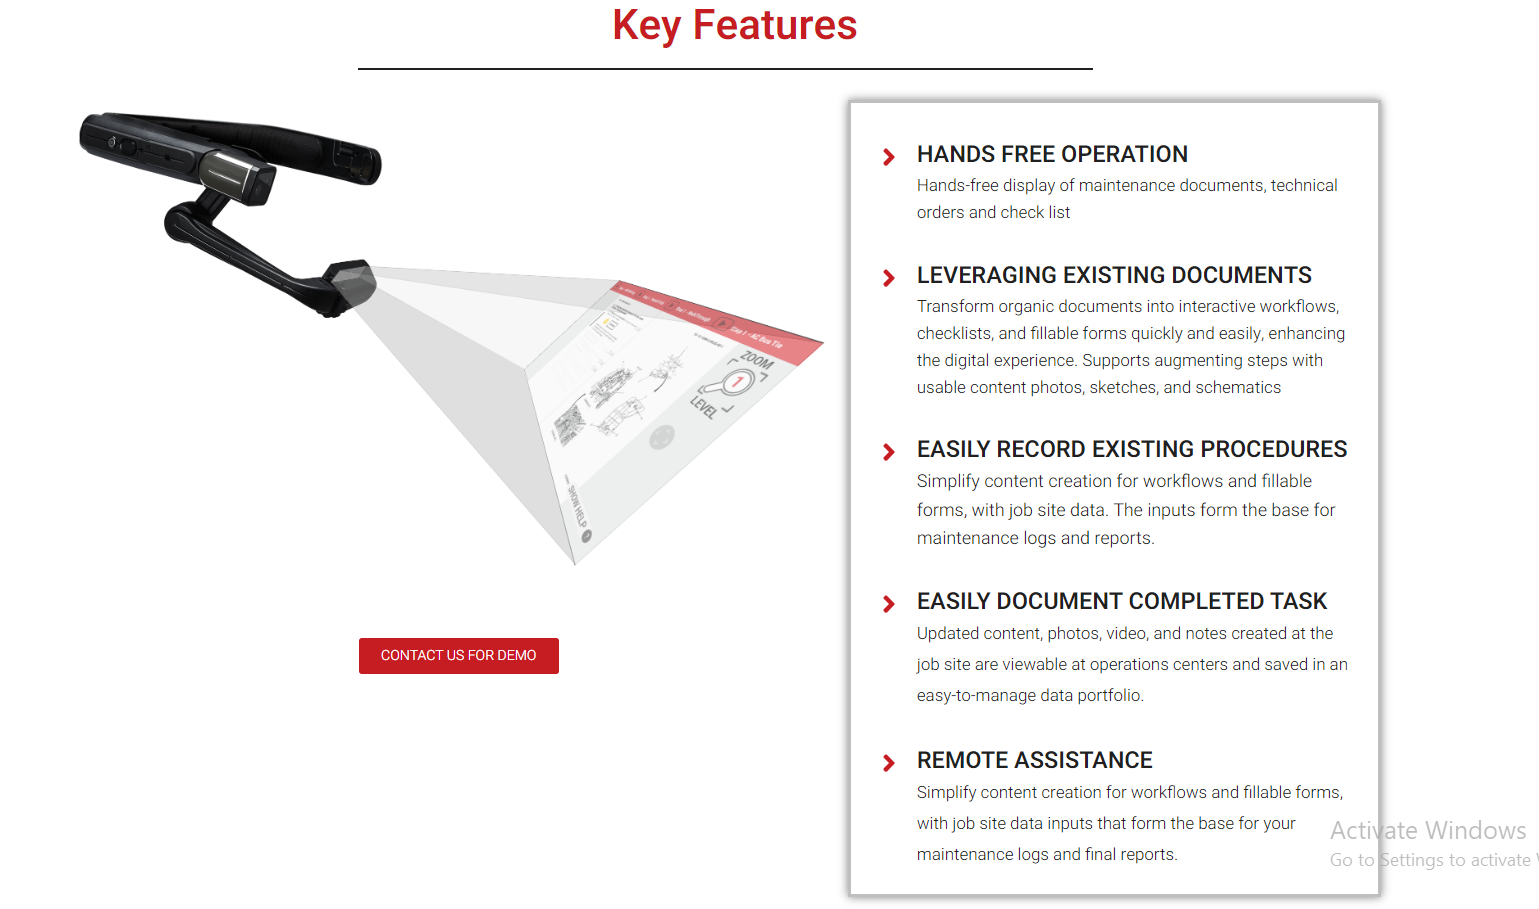 Key Features
HANDS FREE OPERATION
Hands-free display of maintenance documents, technical
orders and check list
LEVERAGING EXISTING DOCUMENTS
Transform organic documents into interactive workflows,
checklists, and fillable forms quickly and easily, enhancing
the digital experience. Supports augmenting steps with
usable content photos, sketches, and schematics
EASILY RECORD EXISTING PROCEDURES
Simplify content creation for workflows and fillable
forms, with job site data. The inputs form the base for
maintenance logs and reports.
EASILY DOCUMENT COMPLETED TASK
Updated content, photos, video, and notes created at the
job site are viewable at operations centers and saved in an
easy-to-manage data portfolio.
REMOTE ASSISTANCE
Simplify content creation for workflows and fillable forms,
with job site data inputs that form the base for your
maintenance logs and final reports.
ZOOM
1
LEVEL
SHOW HELP
CONTACT US FOR DEMO
Activate Windows
Go to Settings to activate